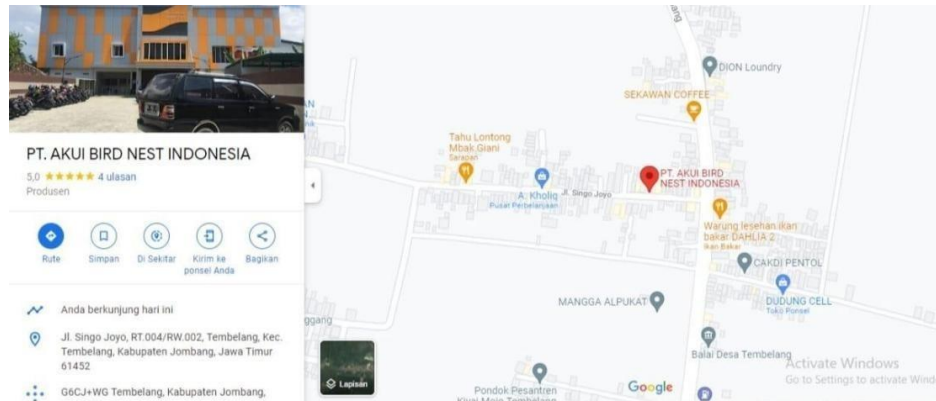 PT. AKUI BIRD NEST INDONESIA
5,0 ★★★★★ 4 ulasan
Produsen
Rute
Simpan
Di Sekitar
Kirim ke
ponsel Anda
Bagikan
Anda berkunjung hari ini
Jl. Singo Joyo, RT.004/RW.002, Tembelang, Kec.
Tembelang, Kabupaten Jombang, Jawa Timur
61452
G6CJ+WG Tembelang, Kabupaten Jombang,
DION Loundry
SEKAWAN COFFEE
Tahu Lontong
Mbak Giani
Sarapan
A. Kholiq
Pusat Perbelanjaan
Jl. Singo Joyo
PT. AKUI BIRD
NEST INDONESIA
Warung lesehan ikan
bakar DAHLIA 2
Ikan Bakar
CAKDI PENTOL
DUDUNG CELL
Toko Ponsel
MANGGA ALPUKAT
ggang
Balai Desa Tembelang
Lapisan
Pondok Pesantren
Kyai Mojo Tembelang
Google
Activate Windows
Go to Settings to activate Wind